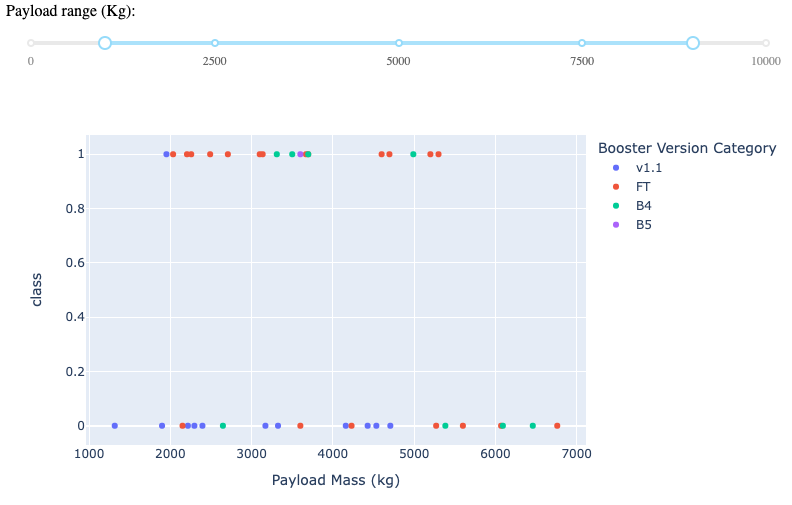 Payload range (Kg):
0 2500 5000 7500 10000
Booster Version Category
v1.1
FT
B4
B5
class
1
0.8
0.6
0.4
0.2
0
1000 2000 3000 4000 5000 6000 7000
Payload Mass (kg)